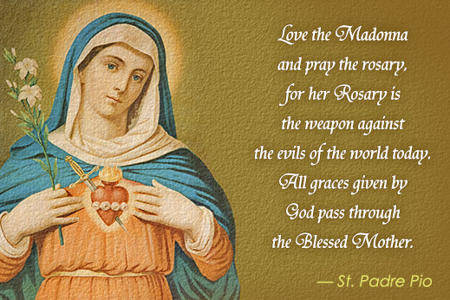 Love the Madonna
and pray the rosary,
for her Rosary is
the weapon against
the evils of the world today.
All graces given by
God pass through
the Blessed Mother.
— St. Padre Pio